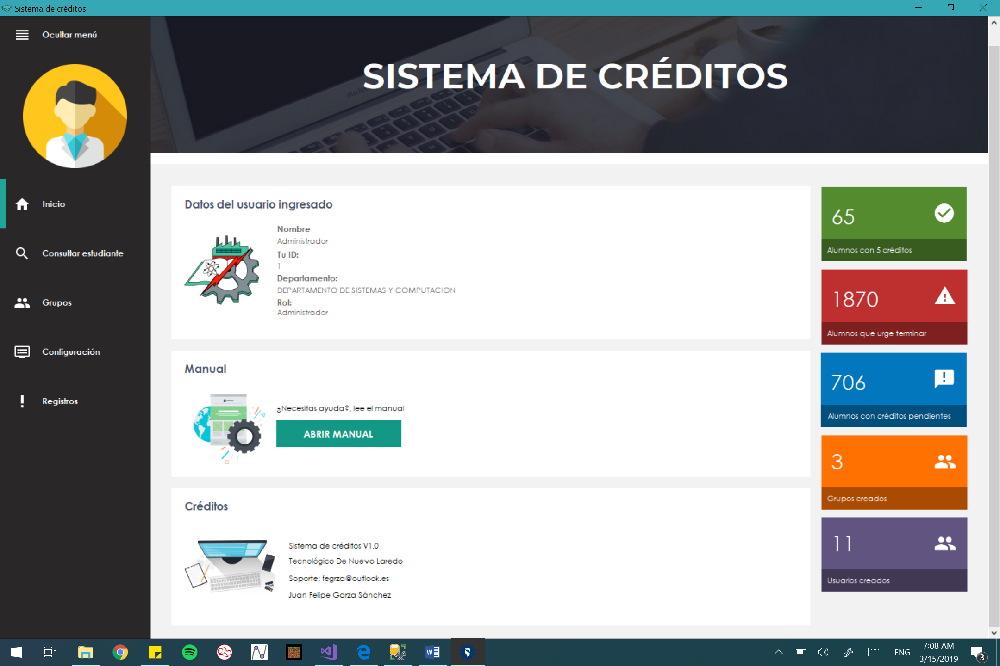 Sistema de créditos
Ocultar menú
SISTEMA DE CRÉDITOS
Inicio
Consultar estudiante
Grupos
Configuración
Registros
Datos del usuario ingresado
Nombre
Administrador
Tu ID:
1
Departamento:
DEPARTAMENTO DE SISTEMAS Y COMPUTACION
Rol:
Administrador
Manual
¿Necesitas ayuda?, lee el manual
ABRIR MANUAL
Créditos
Sistema de créditos V1.0
Tecnológico De Nuevo Laredo
Soporte: fegrza@outlook.es
Juan Felipe Garza Sánchez
65
Alumnos con 5 créditos
1870
Alumnos que urge terminar
706
Alumnos con créditos pendientes
3
Grupos creados
11
Usuarios creados
ENG
7:08 AM
3/15/2019
3